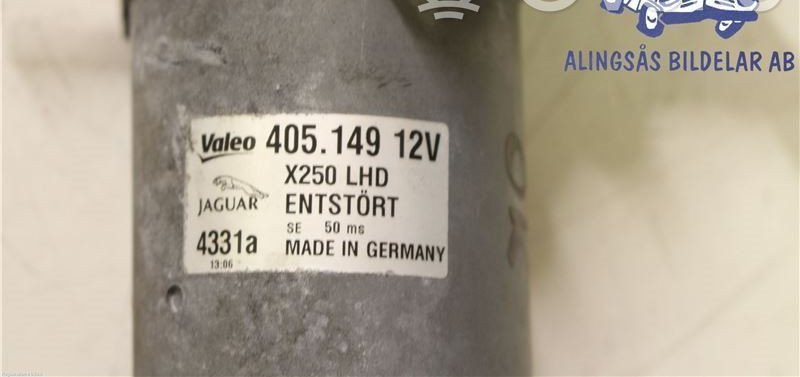 ALINGSÅS BILDELAR AB
Valeo 405.149 12V
X250 LHD
JAGUAR ENTSTÖRT
SE 50 ms
4331a MADE IN GERMANY
13:06